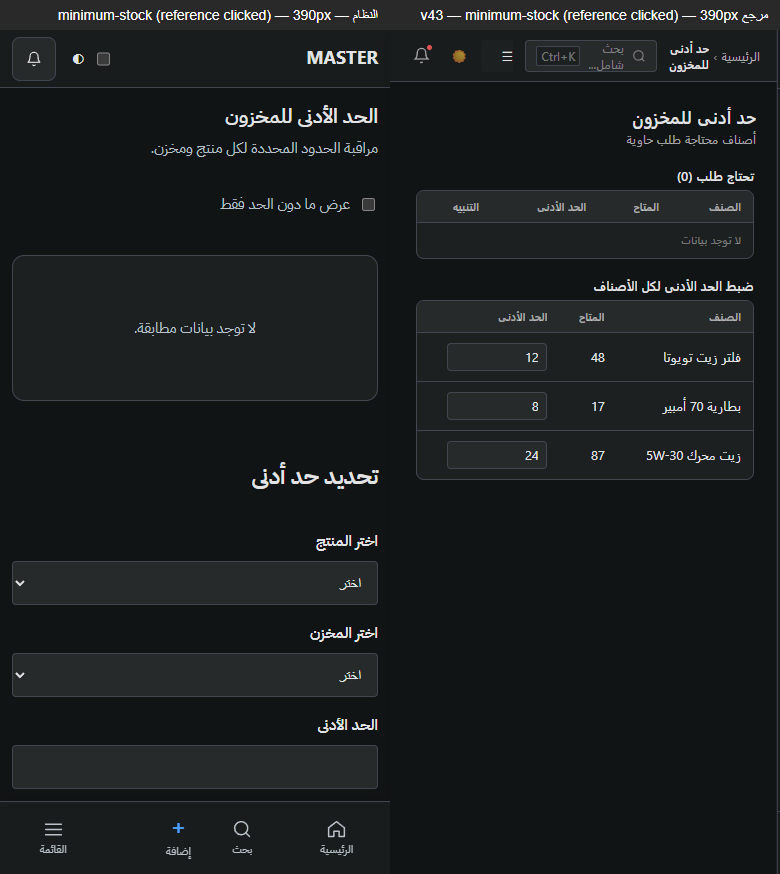 مرجع v43 — minimum-stock (reference clicked) — 390px
الرئيسية › حد أدنى للمخزون
بحث شامل...
Ctrl+K
حد أدنى للمخزون
أصناف محتاجة طلب حاوية
تحتاج طلب (0)
الصنف المتاح الحد الأدنى التنبيه
لا توجد بيانات
ضبط الحد الأدنى لكل الأصناف
الصنف المتاح الحد الأدنى
فلتر زيت تويوتا 48 12
بطارية 70 أمبير 17 8
زيت محرك 5W-30 87 24
النظام — minimum-stock (reference clicked) — 390px
MASTER
الحد الأدنى للمخزون
مراقبة الحدود المحددة لكل منتج ومخزن.
عرض ما دون الحد فقط
لا توجد بيانات مطابقة.
تحديد حد أدنى
اختر المنتج
اختر
اختر المخزن
اختر
الحد الأدنى
الرئيسية
بحث
إضافة
القائمة